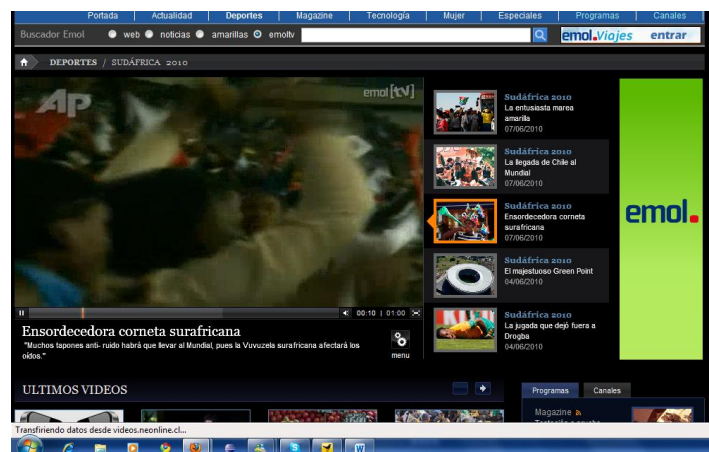 Portada | Actualidad | Deportes | Magazine | Tecnología | Mujer | Especiales | Programas | Canales
Buscador Emol web noticias amarillas emoltv emol.Viajes entrar
DEPORTES / SUDÁFRICA 2010
AP
emol[tv]
Sudáfrica 2010
La entusiasta marea
amarilla
07/06/2010
Sudáfrica 2010
La llegada de Chile al
Mundial
07/06/2010
Sudáfrica 2010
Ensordecedora corneta
surafricana
07/06/2010
Sudáfrica 2010
El majestuoso Green Point
04/06/2010
Sudáfrica 2010
La jugada que dejó fuera a
Drogba
04/06/2010
emol.
00:10 | 01:00
Ensordecedora corneta surafricana
"Muchos tapones anti- ruido habrá que llevar al Mundial, pues la Vuvuzela surafricana afectará los
oídos."
menu
ULTIMOS VIDEOS
Programas Canales
Magazine
Transfiriendo datos desde videos.neonline.cl...